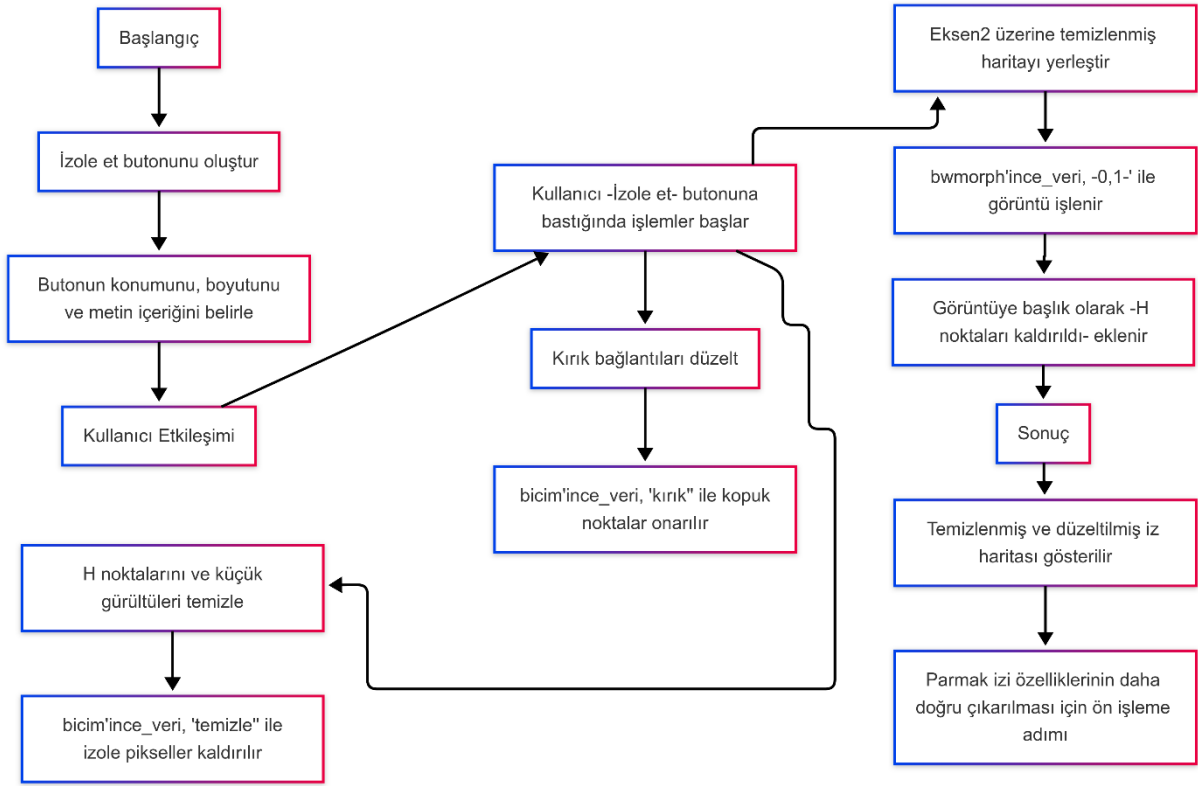 Başlangıç
İzole et butonunu oluştur
Butonun konumunu, boyutunu
ve metin içeriğini belirle
Kullanıcı Etkileşimi
Kullanıcı -İzole et- butonuna
bastığında işlemler başlar
Kırık bağlantıları düzelt
bicim'ince_veri, 'kırık'' ile kopuk
noktalar onarılır
H noktalarını ve küçük
gürültüleri temizle
bicim'ince_veri, 'temizle'' ile
izole pikseller kaldırılır
Eksen2 üzerine temizlenmiş
haritayı yerleştir
bwmorph'ince_veri, -0,1-' ile
görüntü işlenir
Görüntüye başlık olarak -H
noktaları kaldırıldı- eklenir
Sonuç
Temizlenmiş ve düzeltilmiş iz
haritası gösterilir
Parmak izi özelliklerinin daha
doğru çıkarılması için ön işleme
adımı